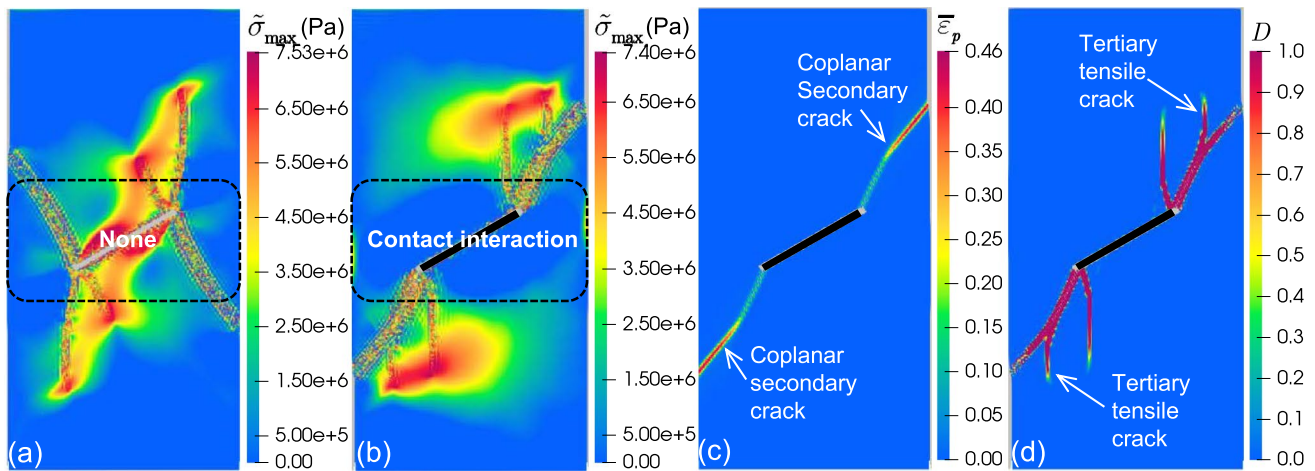 σ̃max (Pa)
7.53e+6
6.50e+6
5.50e+6
4.50e+6
3.50e+6
2.50e+6
1.50e+6
5.00e+5
0.00
None
(a)
σ̃max (Pa)
7.40e+6
6.50e+6
5.50e+6
4.50e+6
3.50e+6
2.50e+6
1.50e+6
5.00e+5
0.00
Contact interaction
(b)
ε̅p
0.46
0.40
0.35
0.30
0.25
0.20
0.15
0.10
0.05
0.00
Coplanar
Secondary
crack
Coplanar
secondary
crack
(c)
D
1.0
0.9
0.8
0.7
0.6
0.5
0.4
0.3
0.2
0.1
0.0
Tertiary
tensile
crack
Tertiary
tensile
crack
(d)